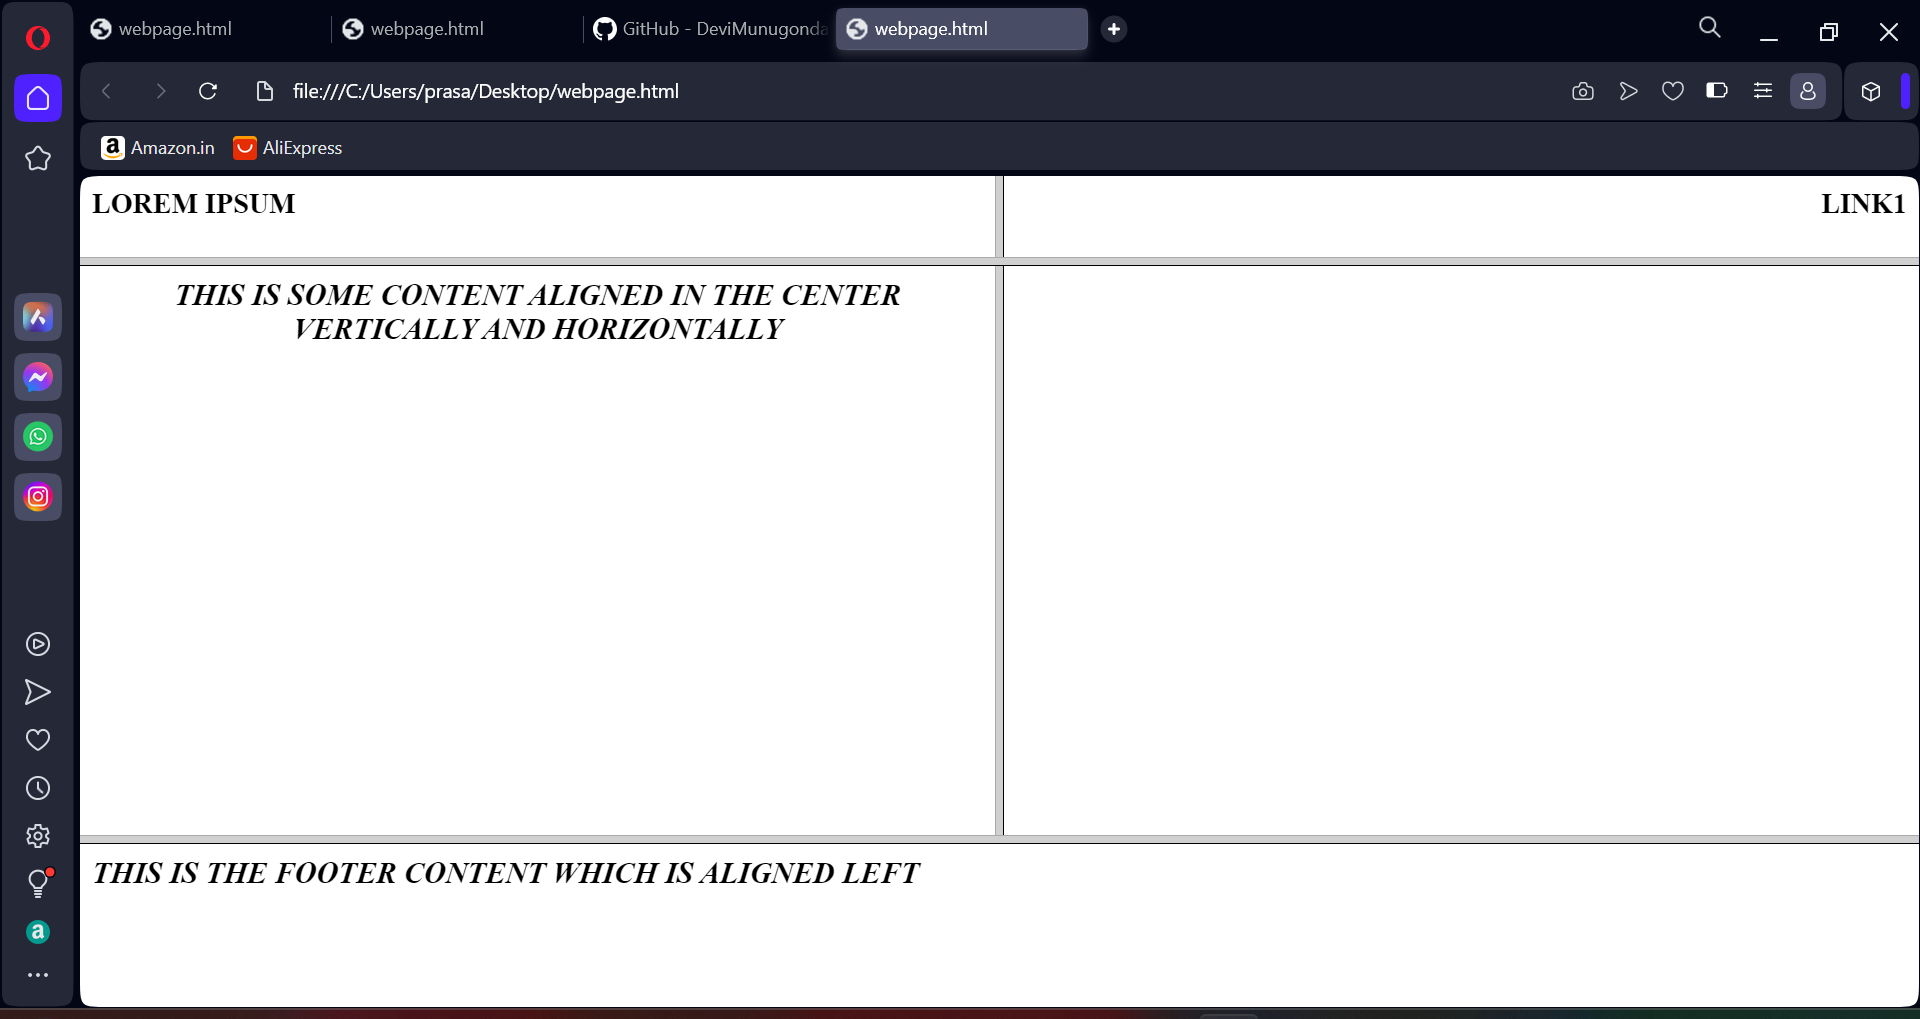 webpage.html
webpage.html
GitHub - DeviMunugonda
webpage.html
file:///C:/Users/prasa/Desktop/webpage.html
Amazon.in
AliExpress
LOREM IPSUM
LINK1
THIS IS SOME CONTENT ALIGNED IN THE CENTER
VERTICALLY AND HORIZONTALLY
THIS IS THE FOOTER CONTENT WHICH IS ALIGNED LEFT